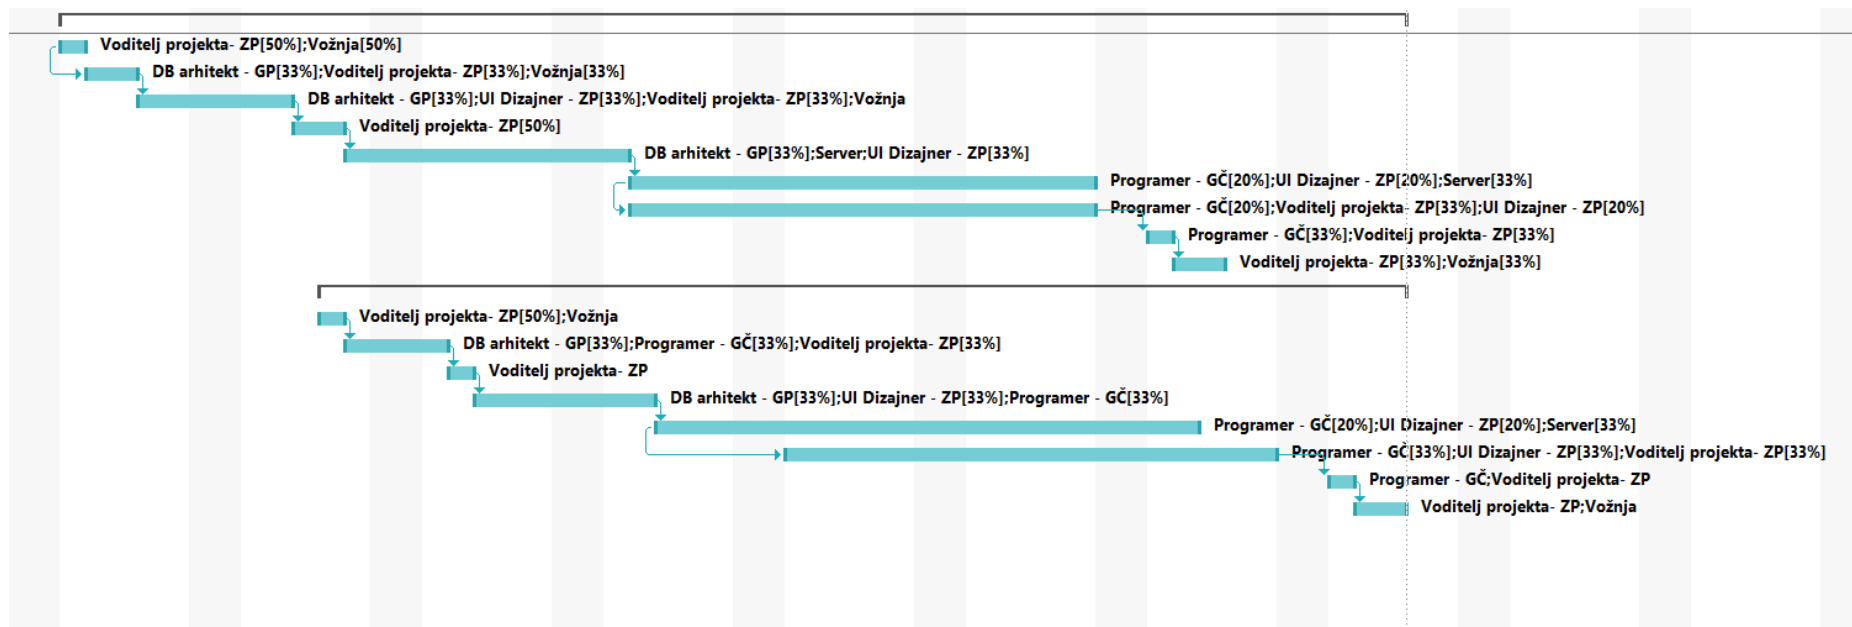 Voditelj projekta- ZP[50%];Vožnja[50%]
DB arhitekt - GP[33%];Voditelj projekta- ZP[33%];Vožnja[33%]
DB arhitekt - GP[33%];UI Dizajner - ZP[33%];Voditelj projekta- ZP[33%];Vožnja
Voditelj projekta- ZP[50%]
DB arhitekt - GP[33%];Server;UI Dizajner - ZP[33%]
Programer - GČ[20%];UI Dizajner - ZP[20%];Server[33%]
Programer - GČ[20%];Voditelj projekta- ZP[33%];UI Dizajner - ZP[20%]
Programer - GČ[33%];Voditelj projekta- ZP[33%]
Voditelj projekta- ZP[33%];Vožnja[33%]
Voditelj projekta- ZP[50%];Vožnja
DB arhitekt - GP[33%];Programer - GČ[33%];Voditelj projekta- ZP[33%]
Voditelj projekta- ZP
DB arhitekt - GP[33%];UI Dizajner - ZP[33%];Programer - GČ[33%]
Programer - GČ[20%];UI Dizajner - ZP[20%];Server[33%]
Programer - GČ[33%];UI Dizajner - ZP[33%];Voditelj projekta- ZP[33%]
Programer - GČ;Voditelj projekta- ZP
Voditelj projekta- ZP;Vožnja